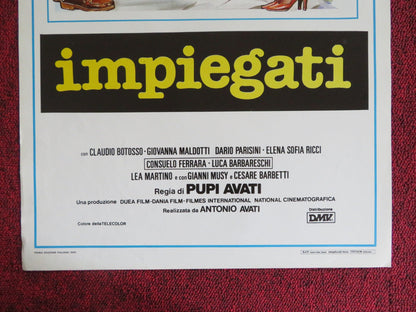 impiegati
con CLAUDIO BOTOSSO - GIOVANNA MALDOTTI DARIO PARISINI - ELENA SOFIA RICCI
CONSUELO FERRARA - LUCA BARBARESCHI
LEA MARTINO e con GIANNI MUSY e CESARE BARBETTI
Regia di PUPI AVATI
Una produzione DUEA FILM-DANIA FILM-FILMES INTERNATIONAL NATIONAL CINEMATOGRAFICA
Realizzata da ANTONIO AVATI
Distribuzione
DMV.
Colore della TELECOLOR